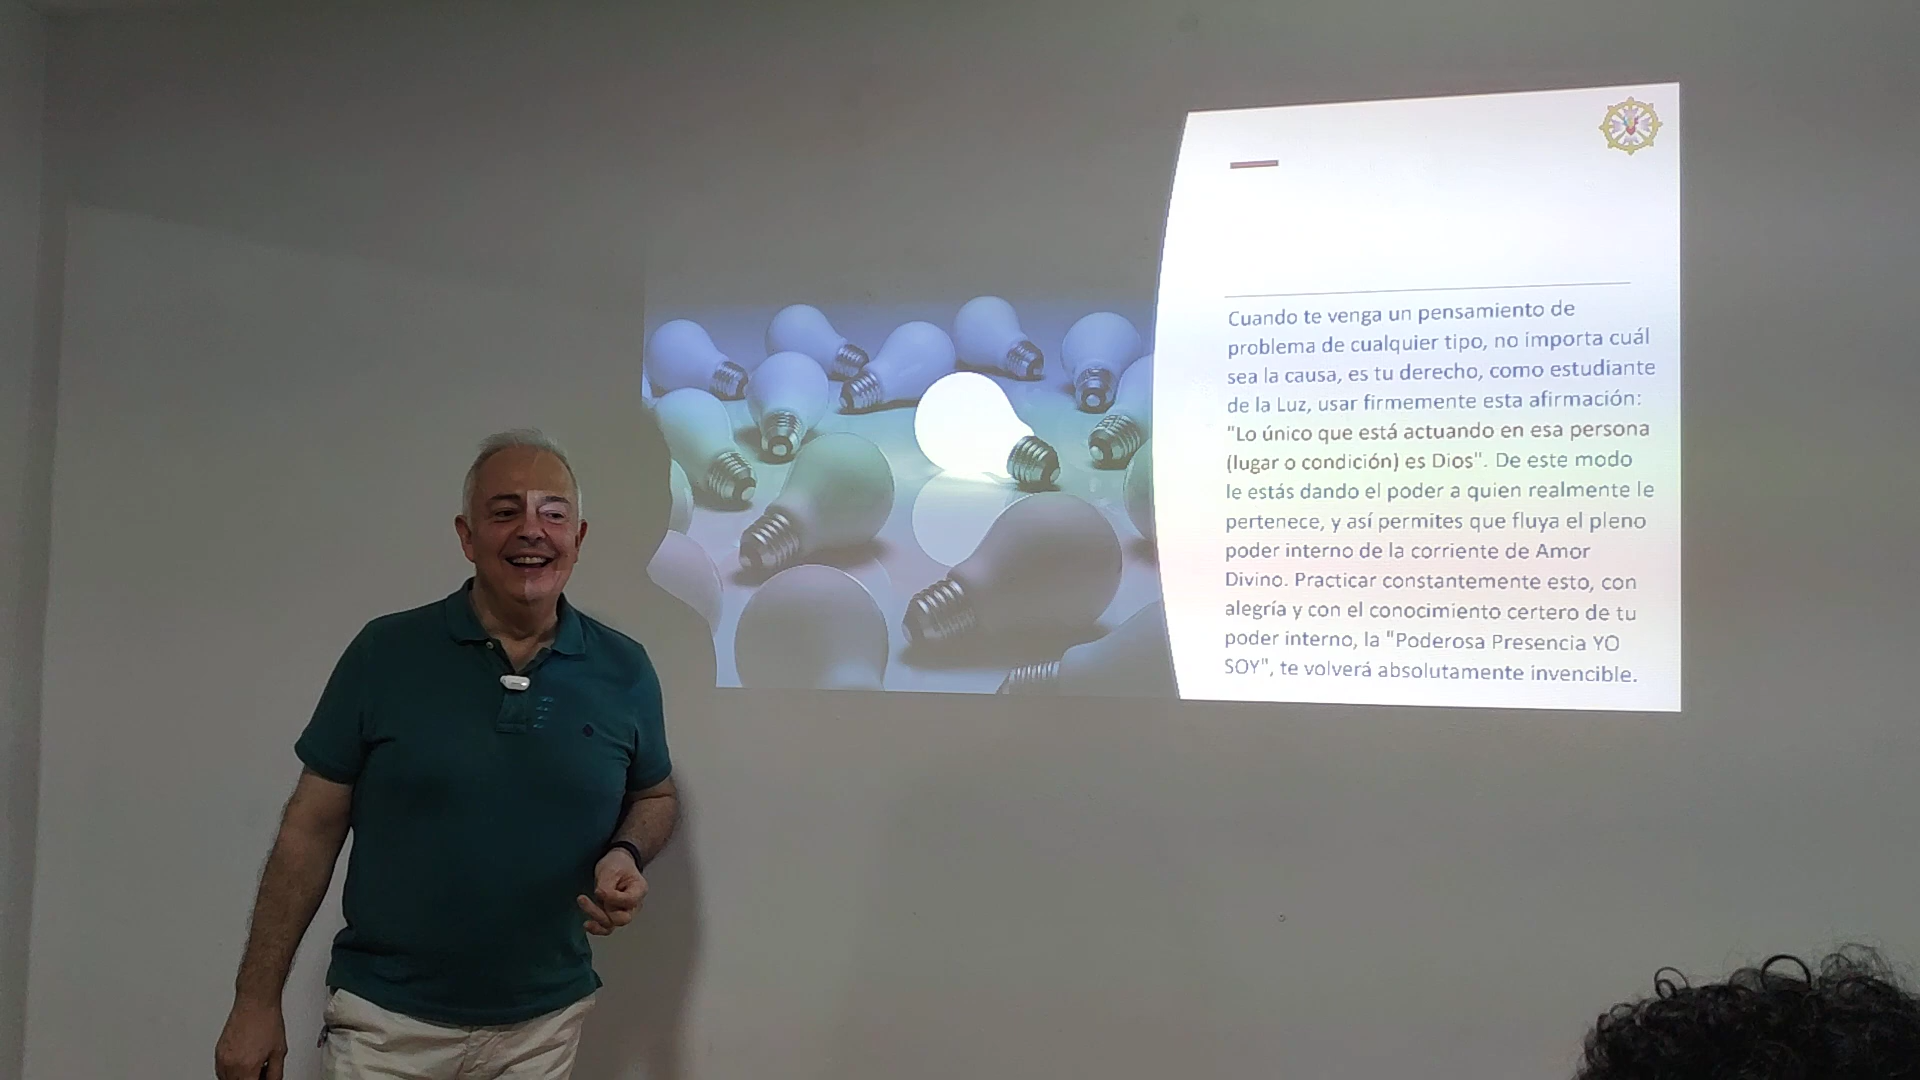 Cuando te venga un pensamiento de
problema de cualquier tipo, no importa cuál
sea la causa, es tu derecho, como estudiante
de la Luz, usar firmemente esta afirmación:
"Lo único que está actuando en esa persona
(lugar o condición) es Dios". De este modo
le estás dando el poder a quien realmente le
pertenece, y así permites que fluya el pleno
poder interno de la corriente de Amor
Divino. Practicar constantemente esto, con
alegría y con el conocimiento certero de tu
poder interno, la "Poderosa Presencia YO
SOY", te volverá absolutamente invencible.